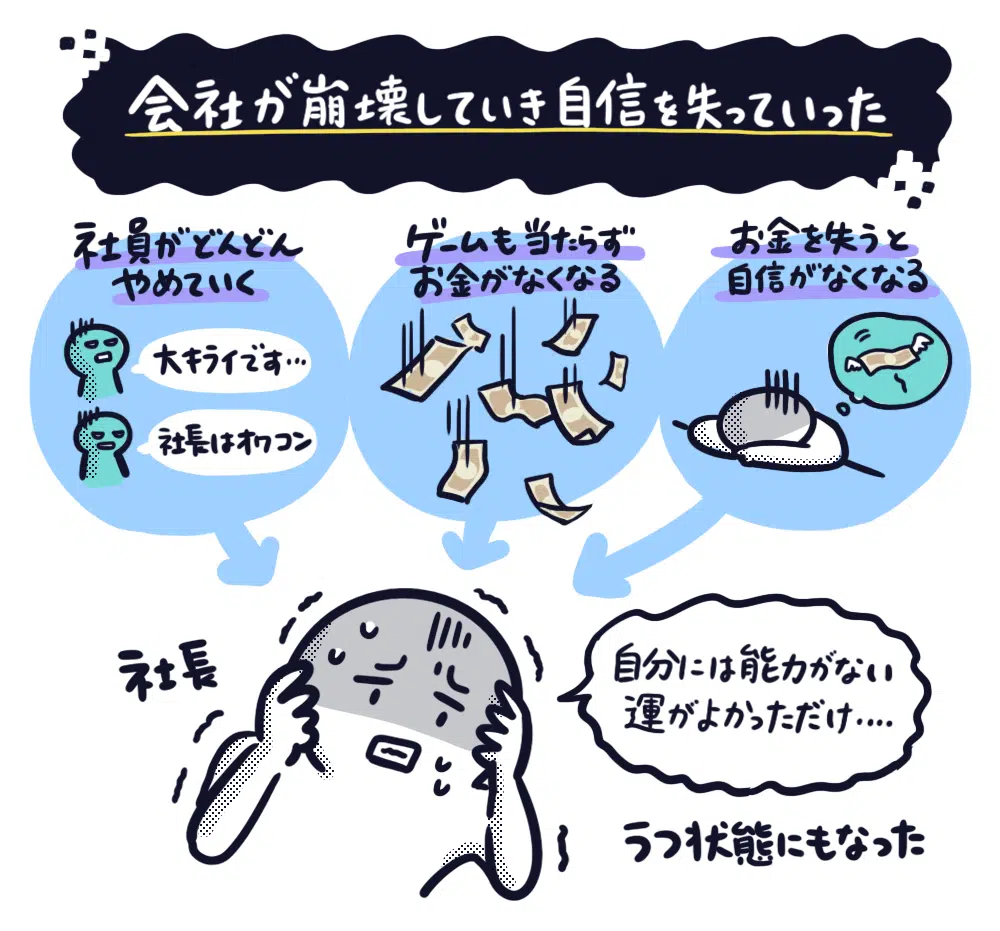 会社が崩壊していき自信を失っていった
社員がどんどん
やめていく
大キライです…
社長はオワコン
ゲームも当たらず
お金がなくなる
お金を失うと
自信がなくなる
社長
自分には能力がない
運がよかっただけ‥‥
うつ状態にもなった